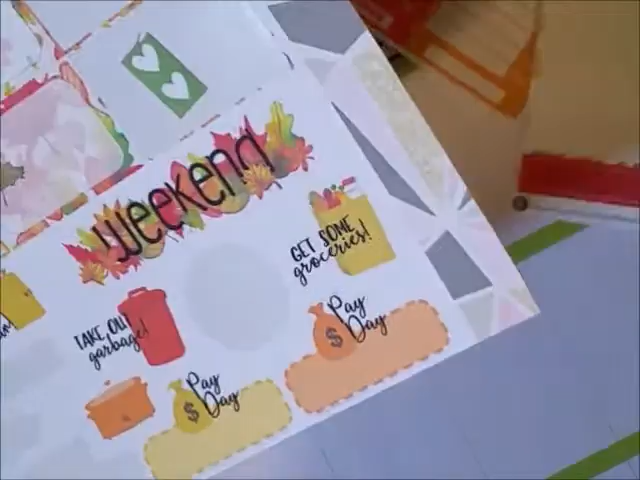 weekend
GET SOME
groceries!
TAKE OUT
garbage!
$
Pay
Day
$
Pay
Day